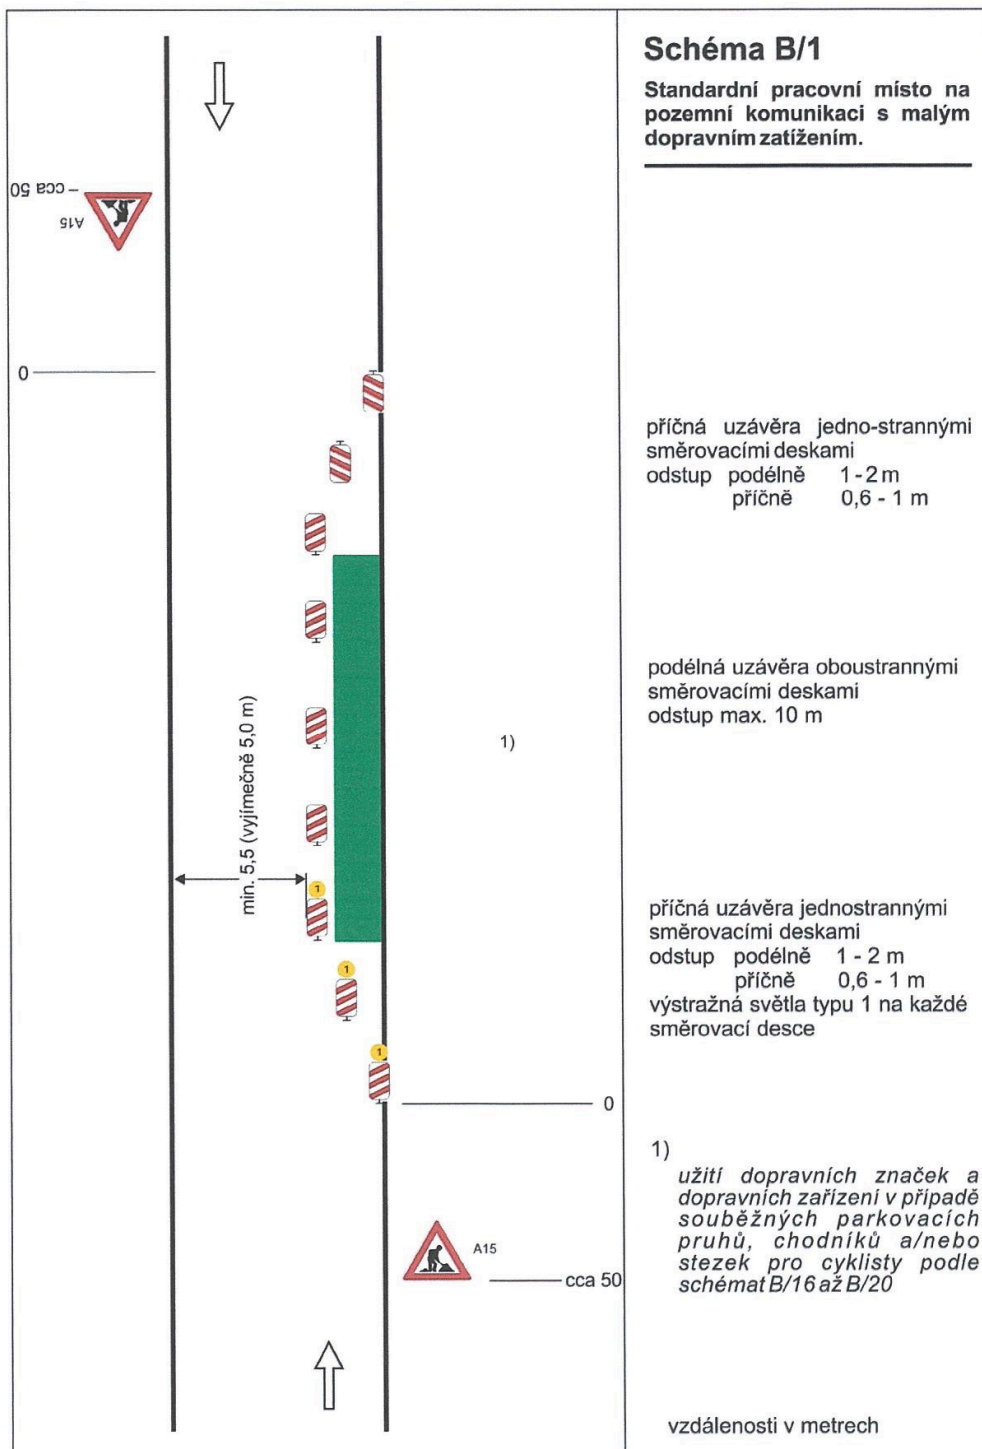 Schéma B/1
Standardní pracovní místo na
pozemní komunikaci s malým
dopravním zatížením.
– cca 50
A15
0
příčná uzávěra jedno-strannými
směrovacími deskami
odstup podélně 1 - 2 m
příčně 0,6 - 1 m
podélná uzávěra oboustrannými
směrovacími deskami
odstup max. 10 m
min. 5,5 (vyjímečně 5,0 m)
1)
1
1
1
příčná uzávěra jednostrannými
směrovacími deskami
odstup podélně 1 - 2 m
příčně 0,6 - 1 m
výstražná světla typu 1 na každé
směrovací desce
0
A15
cca 50
1)
užití dopravních značek a
dopravních zařízení v případě
souběžných parkovacích
pruhů, chodníků a/nebo
stezek pro cyklisty podle
schémat B/16 až B/20
vzdálenosti v metrech